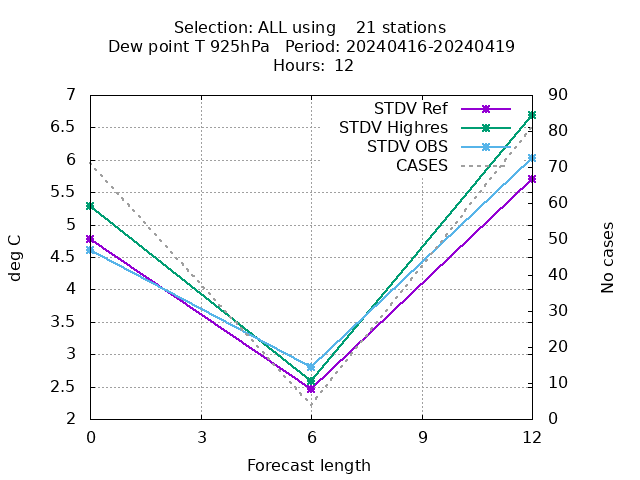 Selection: ALL using    21 stations
Dew point T 925hPa   Period: 20240416-20240419
Hours: 12
STDV Ref
STDV Highres
STDV OBS
CASES
7
6.5
6
5.5
5
4.5
4
3.5
3
2.5
2
90
80
70
60
50
40
30
20
10
0
deg C
No cases
0 3 6 9 12
Forecast length